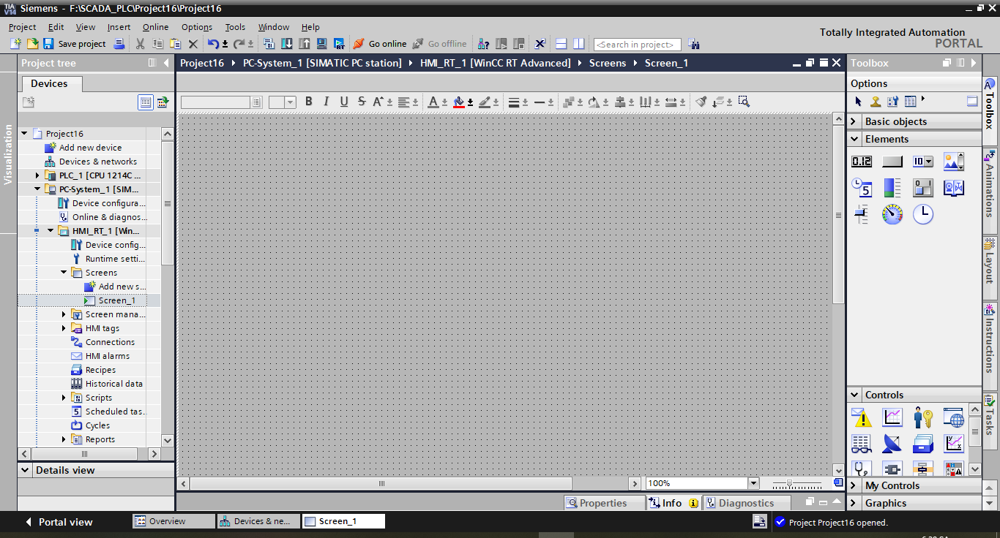 TIA V14 Siemens - F:\SCADA_PLC\Project16\Project16
Project Edit View Insert Online Options Tools Window Help
Totally Integrated Automation
PORTAL
Save project Go online Go offline <Search in project>
Project tree
Project16 PC-System_1 [SIMATIC PC station] HMI_RT_1 [WinCC RT Advanced] Screens Screen_1
Toolbox
Devices
Options
B I U S A A
Visualization
Project16
Add new device
Devices & networks
PLC_1 [CPU 1214C ...
PC-System_1 [SIM...
Device configura...
Online & diagnos...
HMI_RT_1 [Win...
Device config...
Runtime setti...
Screens
Add new s...
Screen_1
Screen mana...
HMI tags
Connections
HMI alarms
Recipes
Historical data
Scripts
Scheduled tas..
Cycles
Reports
Details view
100%
Properties Info Diagnostics
Basic objects
Elements
0.12 10
5 0 1
Controls
My Controls
Graphics
Toolbox
Animations
Layout
Instructions
Tasks
Portal view Overview Devices & ne... Screen_1 Project Project16 opened.